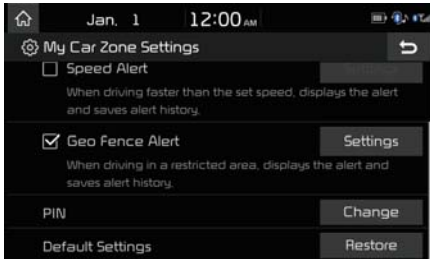 Jan. 1 12:00 AM
My Car Zone Settings
Speed Alert
When driving faster than the set speed, displays the alert
and saves alert history.
Geo Fence Alert Settings
When driving in a restricted area, displays the alert and
saves alert history.
PIN Change
Default Settings Restore